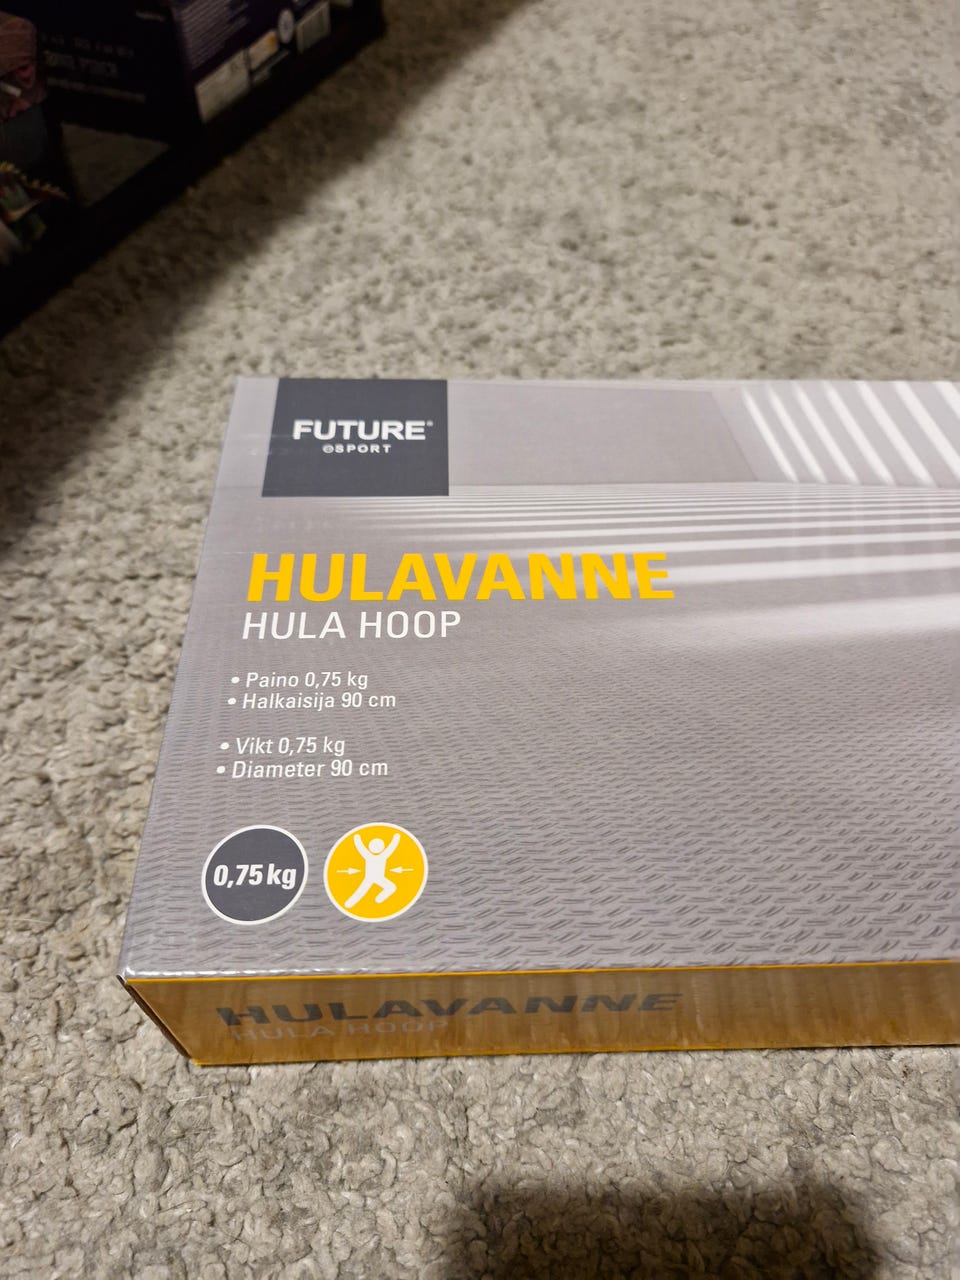 FUTURE®
eSPORT
HULAVANNE
HULA HOOP
• Paino 0,75 kg
• Halkaisija 90 cm
• Vikt 0,75 kg
• Diameter 90 cm
0,75 kg
HULAVANNE
HULA HOOP